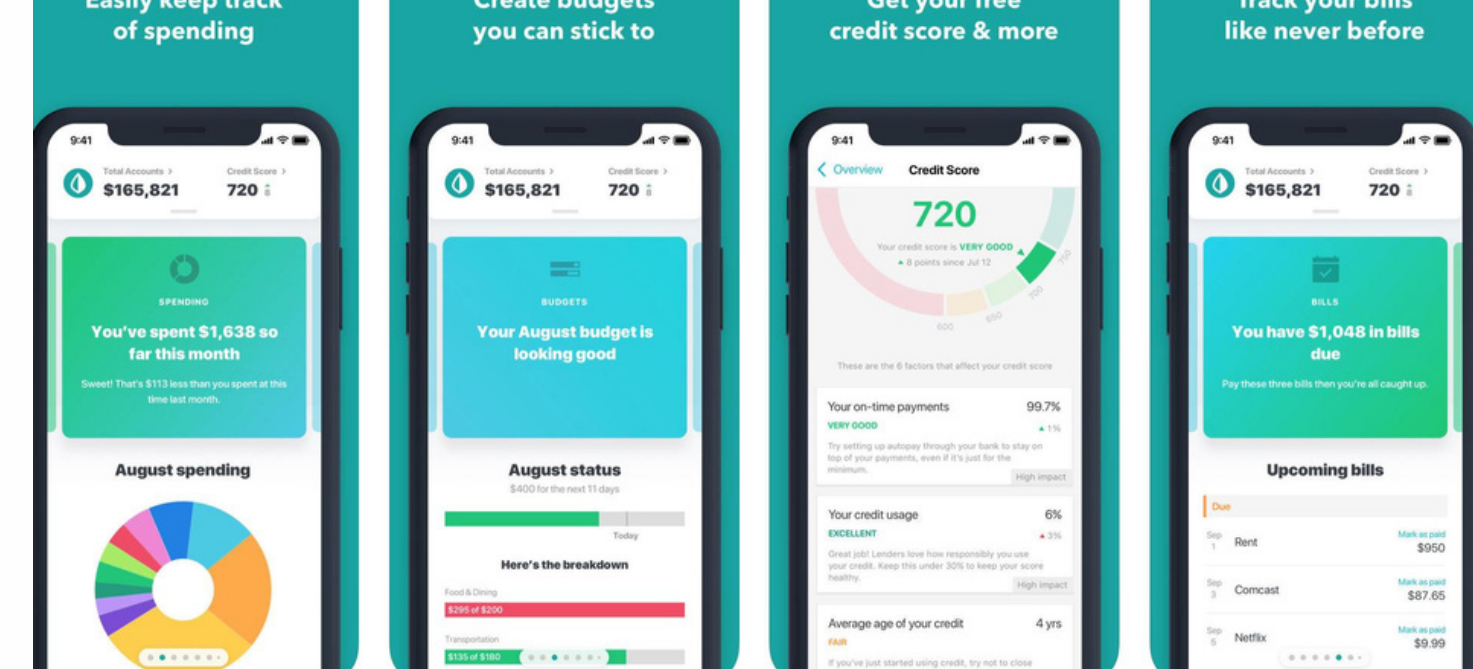 Easily keep track
of spending
9:41
Total Accounts >
$165,821
Credit Score >
720
8
SPENDING
You've spent $1,638 so
far this month
Sweet! That's $113 less than you spent at this
time last month.
August spending
Create budgets
you can stick to
9:41
Total Accounts >
$165,821
Credit Score >
720
8
BUDGETS
Your August budget is
looking good
August status
$400 for the next 11 days
Today
Here's the breakdown
Food & Dining
$295 of $200
Transportation
$135 of $180
Get your free
credit score & more
9:41
Overview
Credit Score
720
Your credit score is VERY GOOD
8 points since Jul 12
600
650
700
750
These are the 6 factors that affect your credit score
Your on-time payments
99.7%
VERY GOOD
1%
Try setting up autopay through your bank to stay on
top of your payments, even if it's just for the
minimum.
High impact
Your credit usage
6%
EXCELLENT
3%
Great job! Lenders love how responsibly you use
your credit. Keep this under 30% to keep your score
healthy.
High impact
Average age of your credit
4 yrs
FAIR
If you've just started using credit, try not to close
Track your bills
like never before
9:41
Total Accounts >
$165,821
Credit Score >
720
8
BILLS
You have $1,048 in bills
due
Pay these three bills then you're all caught up.
Upcoming bills
Due
Sep
1
Rent
Mark as paid
$950
Sep
3
Comcast
Mark as paid
$87.65
Sep
5
Netflix
Mark as paid
$9.99